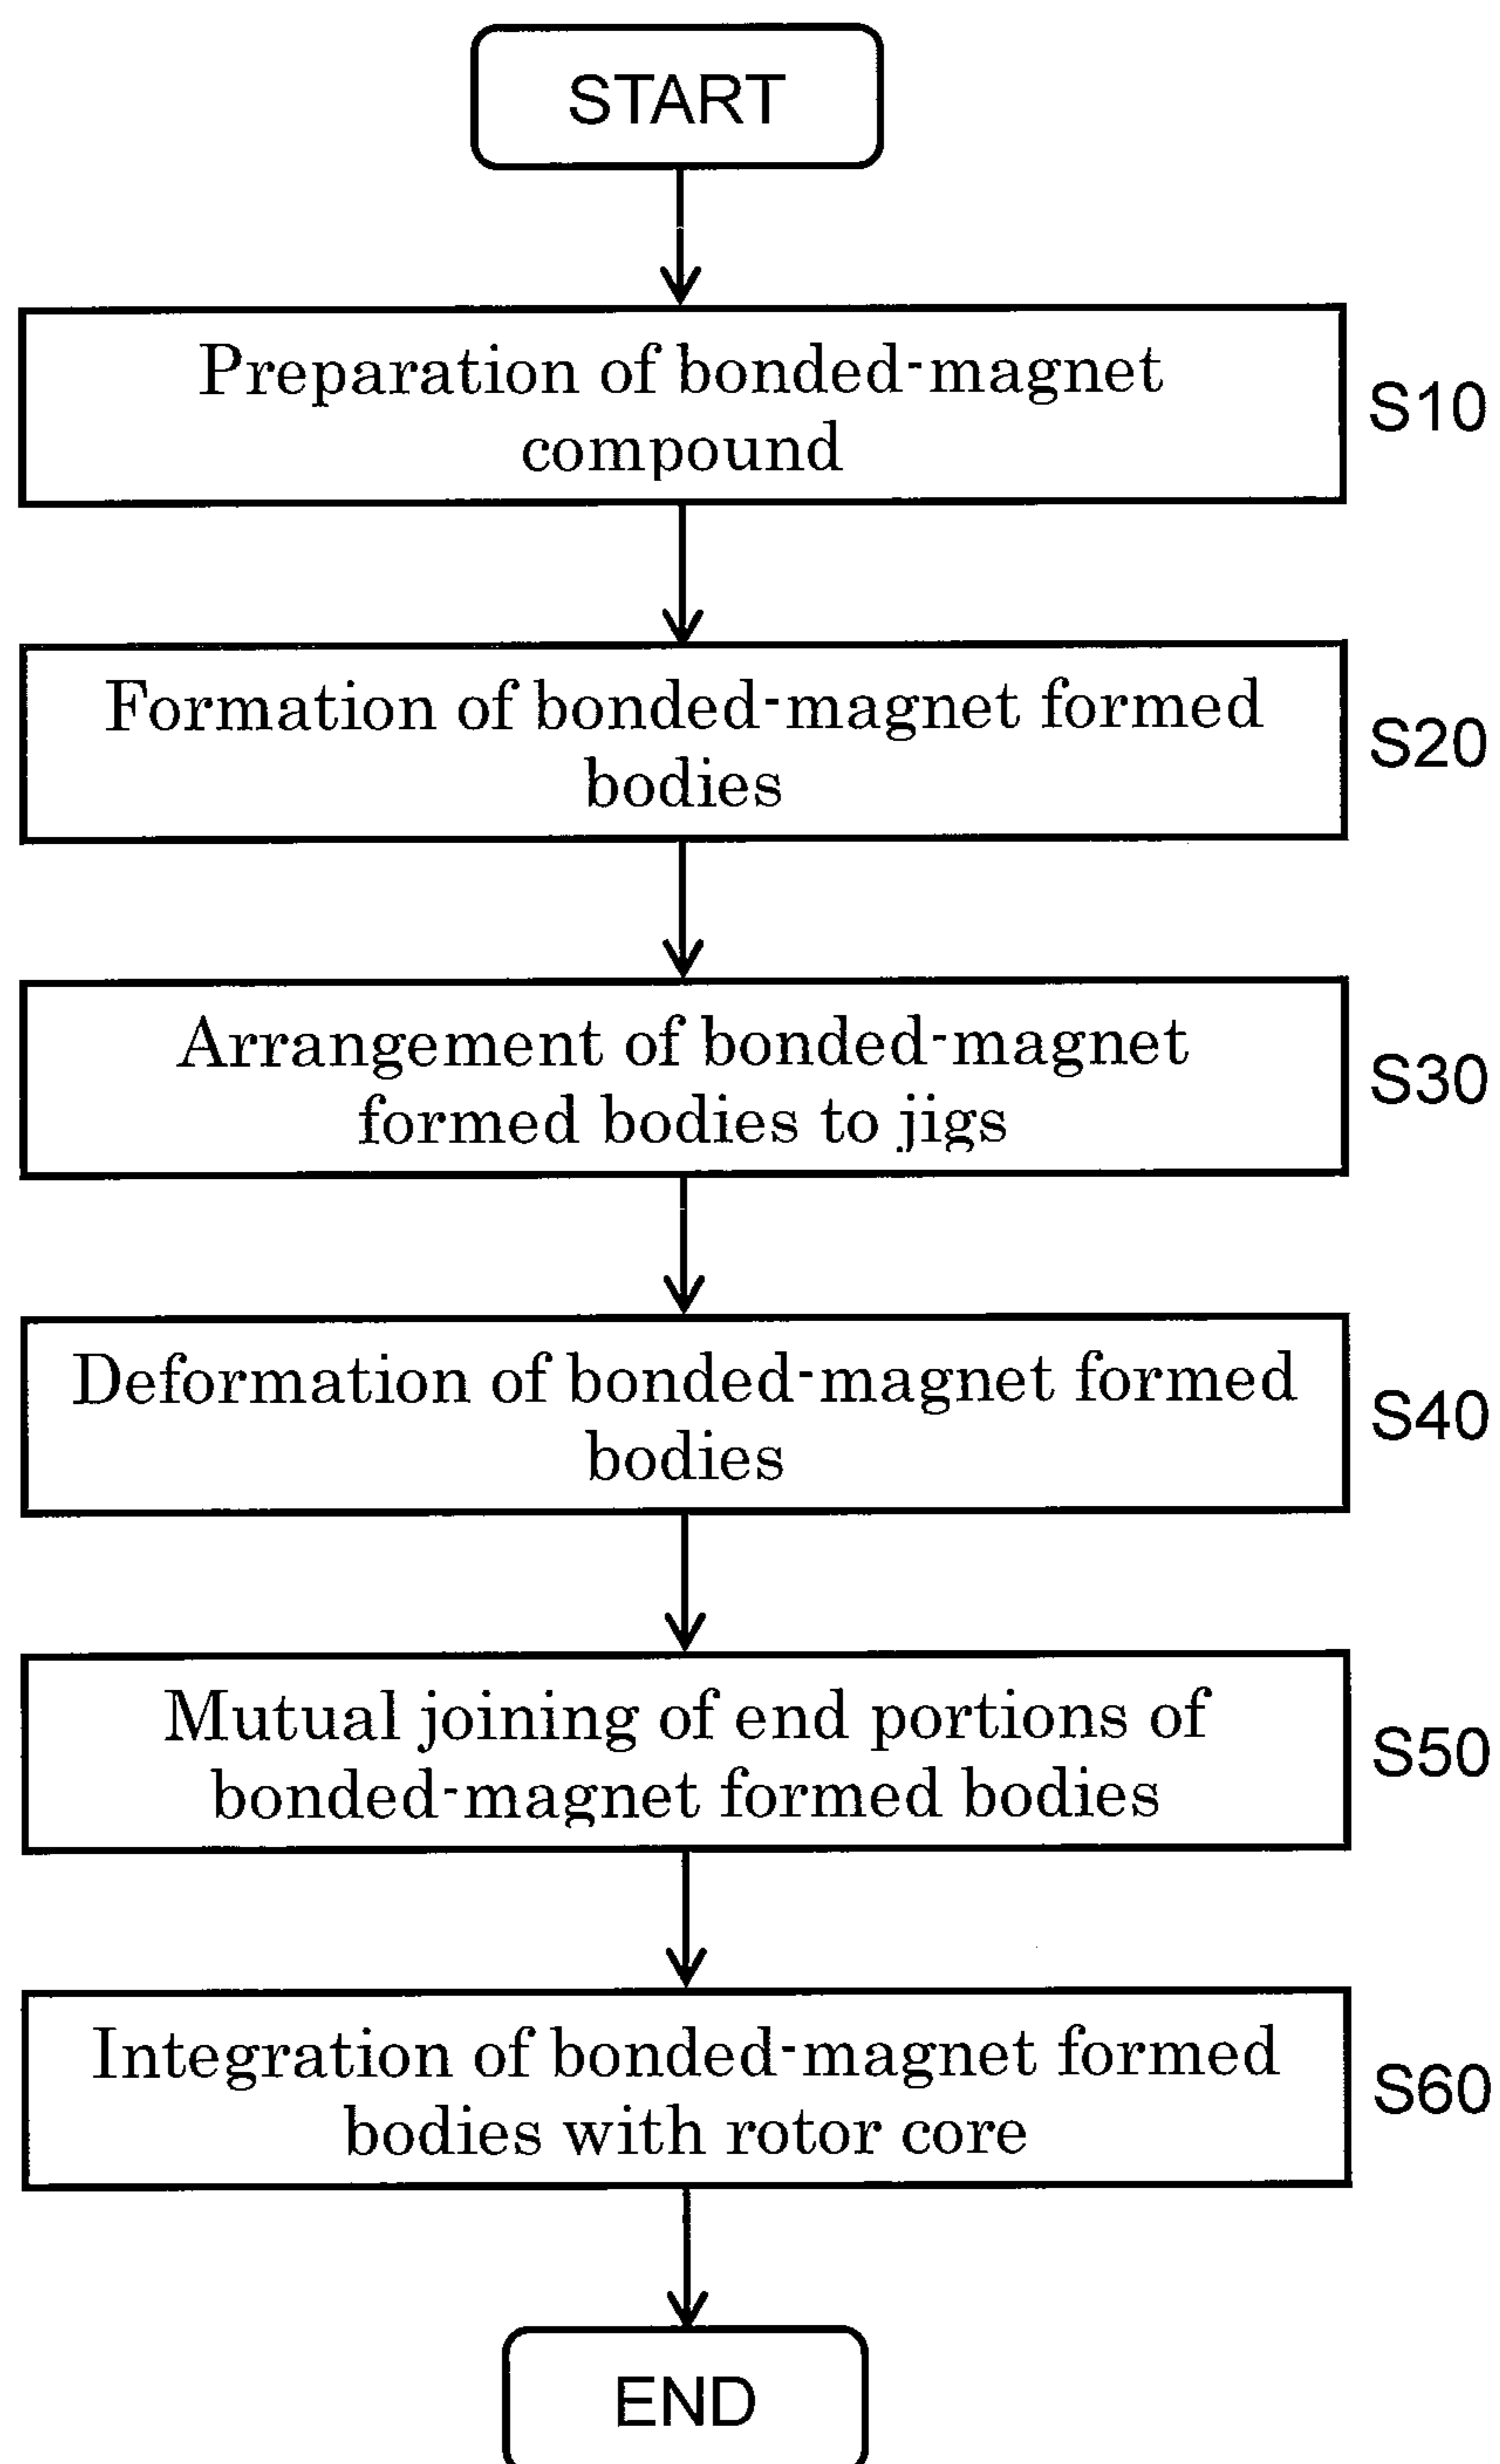 START
Preparation of bonded-magnet
compound
S10
Formation of bonded-magnet formed
bodies
S20
Arrangement of bonded-magnet
formed bodies to jigs
S30
Deformation of bonded-magnet formed
bodies
S40
Mutual joining of end portions of
bonded-magnet formed bodies
S50
Integration of bonded-magnet formed
bodies with rotor core
S60
END